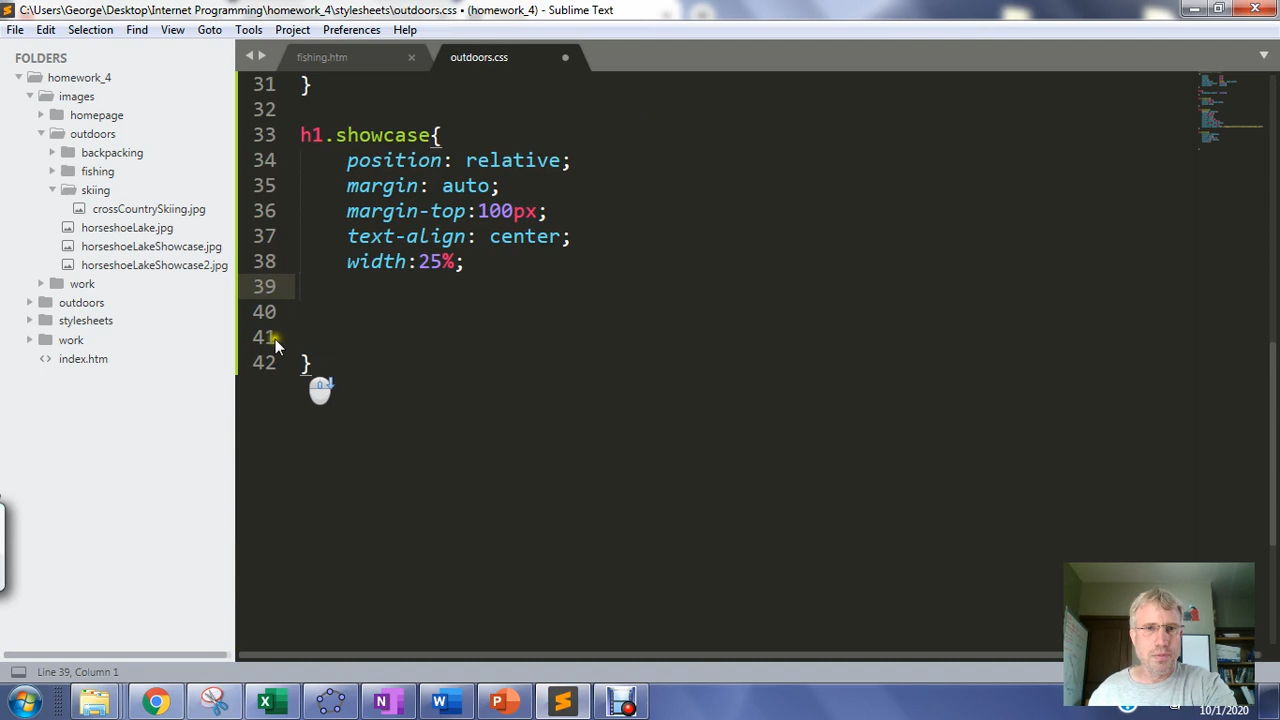 C:\Users\George\Desktop\Internet Programming\homework_4\stylesheets\outdoors.css • (homework_4) - Sublime Text
File Edit Selection Find View Goto Tools Project Preferences Help
FOLDERS
homework_4
images
homepage
outdoors
backpacking
fishing
skiing
crossCountrySkiing.jpg
horseshoeLake.jpg
horseshoeLakeShowcase.jpg
horseshoeLakeShowcase2.jpg
work
outdoors
stylesheets
work
index.htm
fishing.htm
outdoors.css
31 }
32
33 h1.showcase{
34 position: relative;
35 margin: auto;
36 margin-top:100px;
37 text-align: center;
38 width:25%;
39
40
41
42 }
Line 39, Column 1
10/1/2020